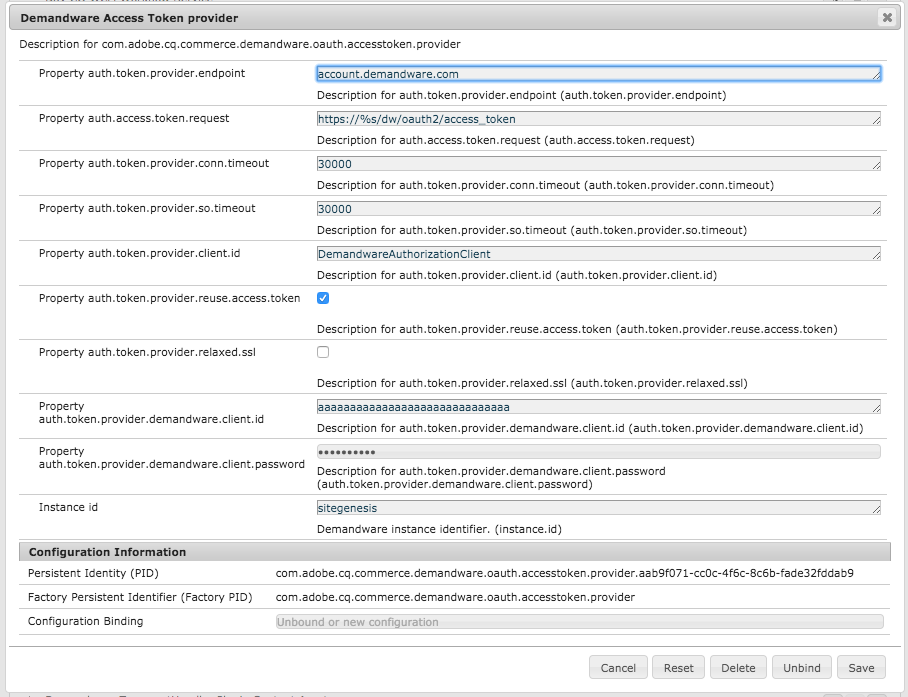 Demandware Access Token provider
Description for com.adobe.cq.commerce.demandware.oauth.accesstoken.provider
Property auth.token.provider.endpoint
account.demandware.com
Description for auth.token.provider.endpoint (auth.token.provider.endpoint)
Property auth.access.token.request
https://%s/dw/oauth2/access_token
Description for auth.access.token.request (auth.access.token.request)
Property auth.token.provider.conn.timeout
30000
Description for auth.token.provider.conn.timeout (auth.token.provider.conn.timeout)
Property auth.token.provider.so.timeout
30000
Description for auth.token.provider.so.timeout (auth.token.provider.so.timeout)
Property auth.token.provider.client.id
DemandwareAuthorizationClient
Description for auth.token.provider.client.id (auth.token.provider.client.id)
Property auth.token.provider.reuse.access.token
Description for auth.token.provider.reuse.access.token (auth.token.provider.reuse.access.token)
Property auth.token.provider.relaxed.ssl
Description for auth.token.provider.relaxed.ssl (auth.token.provider.relaxed.ssl)
Property
auth.token.provider.demandware.client.id
aaaaaaaaaaaaaaaaaaaaaaaaaaaaaa
Description for auth.token.provider.demandware.client.id (auth.token.provider.demandware.client.id)
Property
auth.token.provider.demandware.client.password
••••••••••
Description for auth.token.provider.demandware.client.password
(auth.token.provider.demandware.client.password)
Instance id
sitegenesis
Demandware instance identifier. (instance.id)
Configuration Information
Persistent Identity (PID)
com.adobe.cq.commerce.demandware.oauth.accesstoken.provider.aab9f071-cc0c-4f6c-8c6b-fade32fddab9
Factory Persistent Identifier (Factory PID)
com.adobe.cq.commerce.demandware.oauth.accesstoken.provider
Configuration Binding
Unbound or new configuration
Cancel
Reset
Delete
Unbind
Save